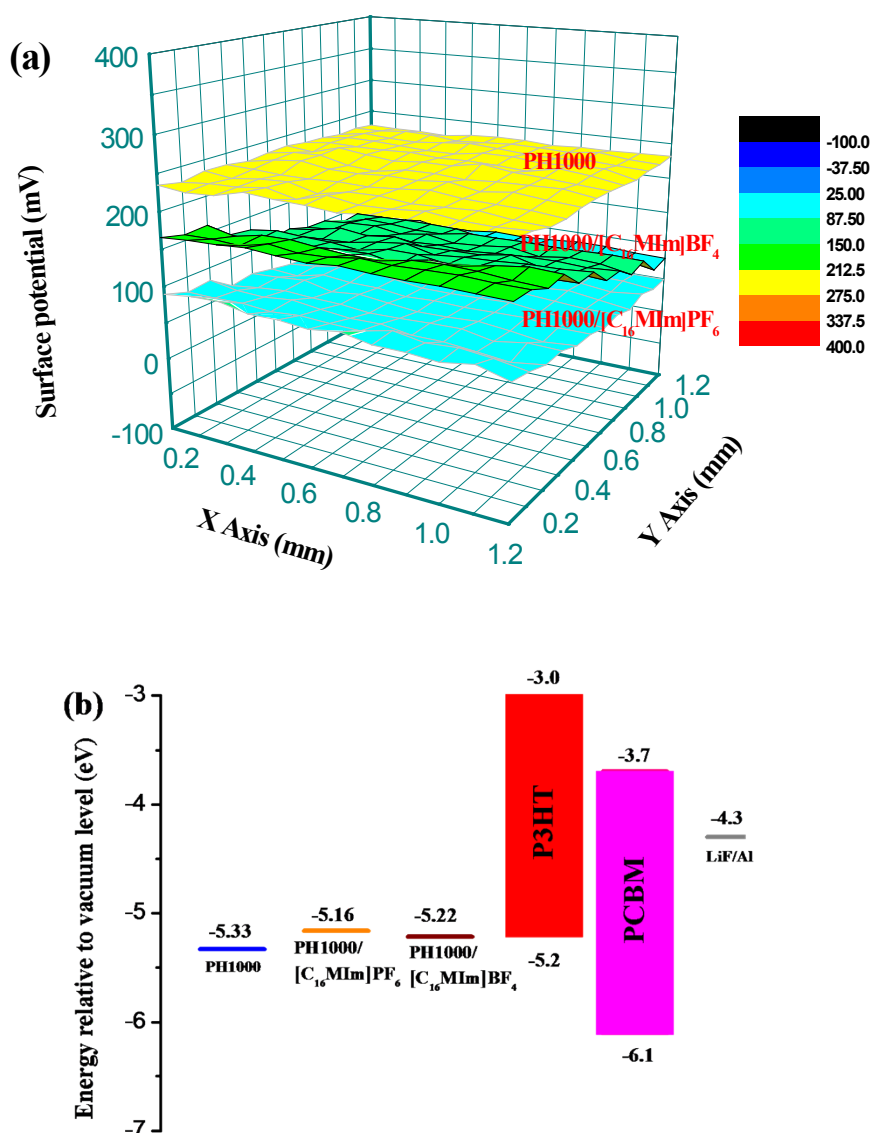 (a)
400
300
200
100
0
-100
Surface potential (mV)
PH1000
PH1000/[C₁₆MIm]BF₄
PH1000/[C₁₆MIm]PF₆
0.2
0.4
0.6
0.8
1.0
1.2
X Axis (mm)
0.2
0.4
0.6
0.8
1.0
1.2
Y Axis (mm)
-100.0
-37.50
25.00
87.50
150.0
212.5
275.0
337.5
400.0
(b)
Energy relative to vacuum level (eV)
-3
-4
-5
-6
-7
-5.33
PH1000
-5.16
PH1000/
[C₁₆MIm]PF₆
-5.22
PH1000/
[C₁₆MIm]BF₄
-3.0
P3HT
-5.2
-3.7
PCBM
-6.1
-4.3
LiF/Al